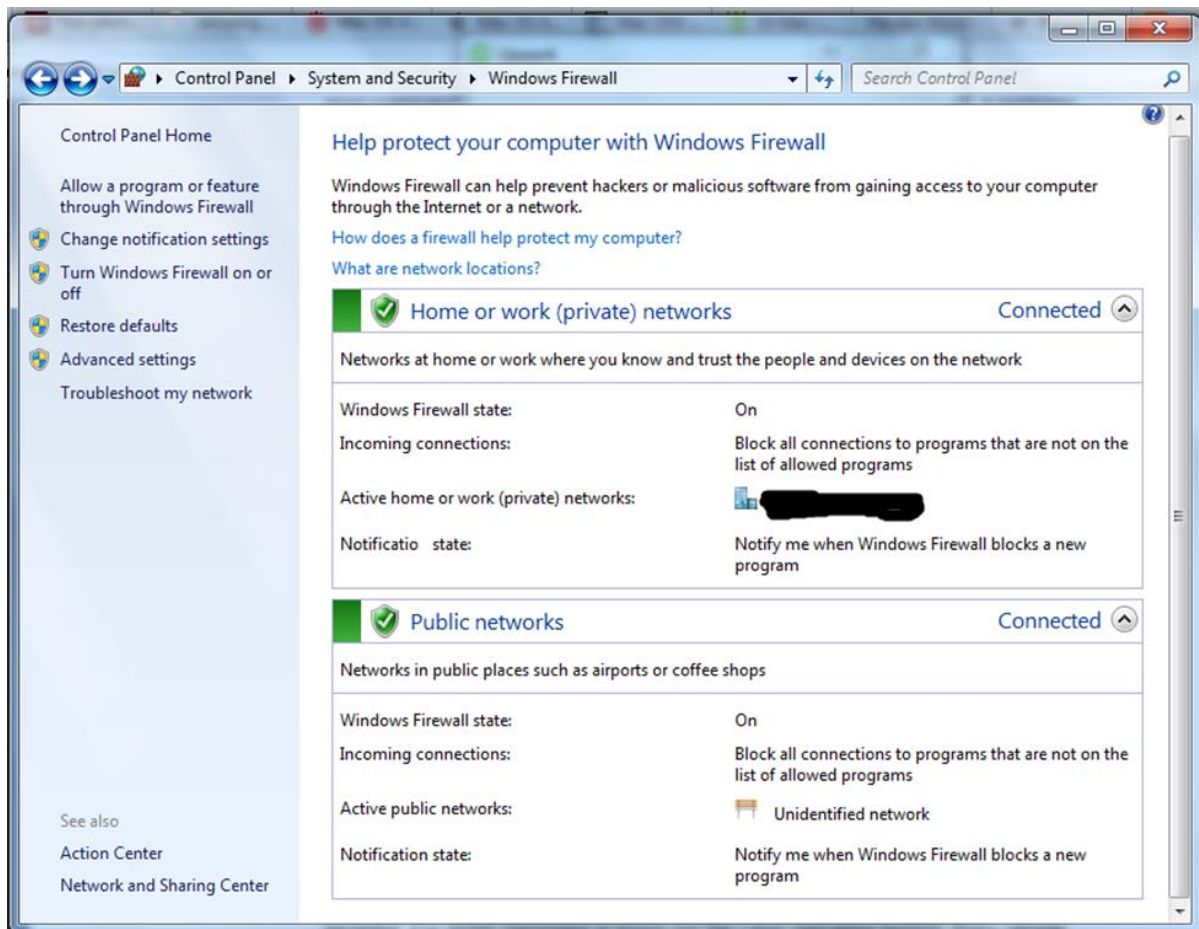 Control Panel ▸ System and Security ▸ Windows Firewall
Search Control Panel
Control Panel Home
Allow a program or feature
through Windows Firewall
Change notification settings
Turn Windows Firewall on or
off
Restore defaults
Advanced settings
Troubleshoot my network
See also
Action Center
Network and Sharing Center
Help protect your computer with Windows Firewall
Windows Firewall can help prevent hackers or malicious software from gaining access to your computer
through the Internet or a network.
How does a firewall help protect my computer?
What are network locations?
Home or work (private) networks
Connected
Networks at home or work where you know and trust the people and devices on the network
Windows Firewall state:
On
Incoming connections:
Block all connections to programs that are not on the
list of allowed programs
Active home or work (private) networks:
Notificatio state:
Notify me when Windows Firewall blocks a new
program
Public networks
Connected
Networks in public places such as airports or coffee shops
Windows Firewall state:
On
Incoming connections:
Block all connections to programs that are not on the
list of allowed programs
Active public networks:
Unidentified network
Notification state:
Notify me when Windows Firewall blocks a new
program